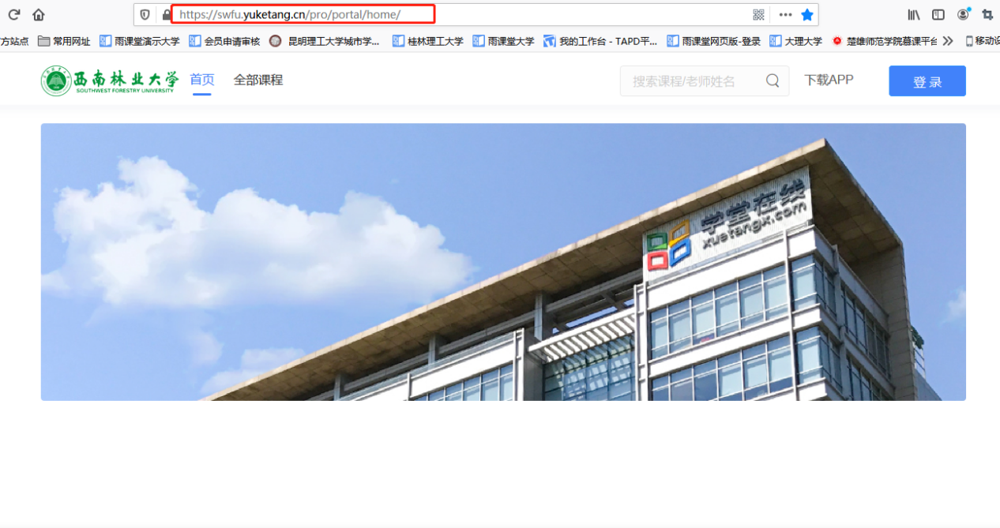 https://swfu.yuketang.cn/pro/portal/home/
方站点 常用网址 雨课堂演示大学 会员申请审核 昆明理工大学城市学... 桂林理工大学 雨课堂大学 我的工作台 - TAPD平... 雨课堂网页版-登录 大理大学 楚雄师范学院慕课平台 移动设
西南林业大学 首页 全部课程 搜索课程/老师姓名 下载APP 登 录
SOUTHWEST FORESTRY UNIVERSITY
学堂在线
xuetangx.com